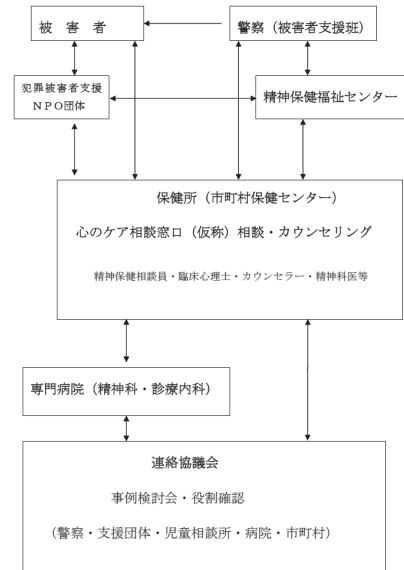 被 害 者
警察（被害者支援班）
犯罪被害者支援
ＮＰＯ団体
精神保健福祉センター
保健所（市町村保健センター）
心のケア相談窓口（仮称）相談・カウンセリング
精神保健相談員・臨床心理士・カウンセラー・精神科医等
専門病院（精神科・診療内科）
連絡協議会
事例検討会・役割確認
（警察・支援団体・児童相談所・病院・市町村）